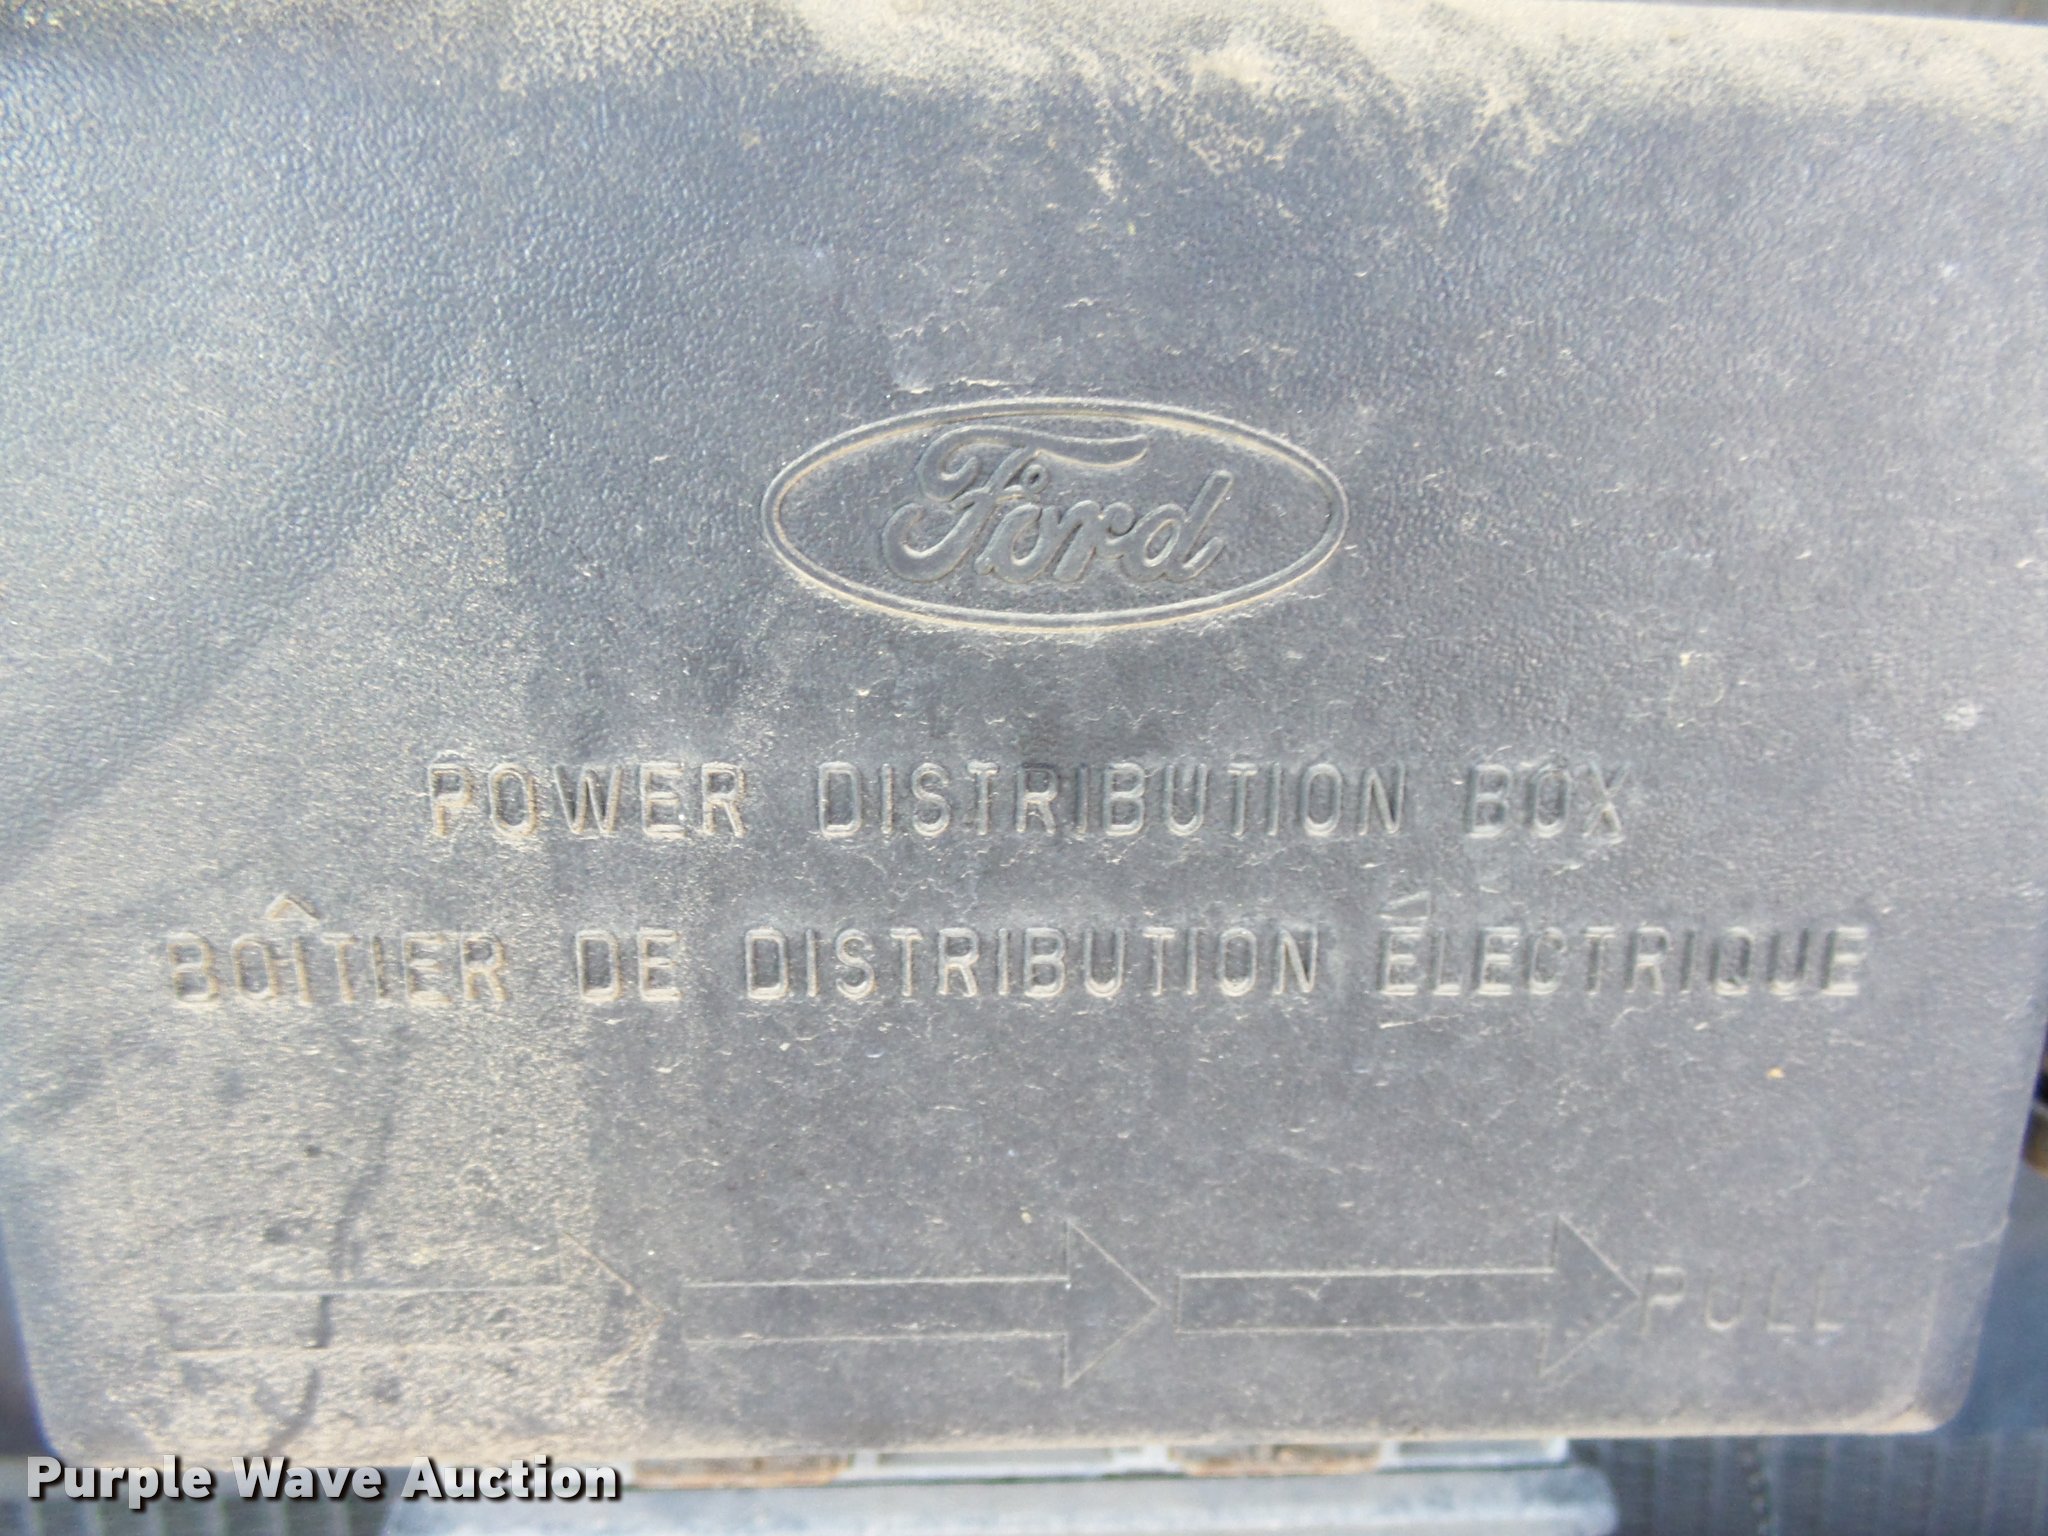 Ford
POWER DISTRIBUTION BOX
BOÎTIER DE DISTRIBUTION ÉLECTRIQUE
PULL
Purple Wave Auction